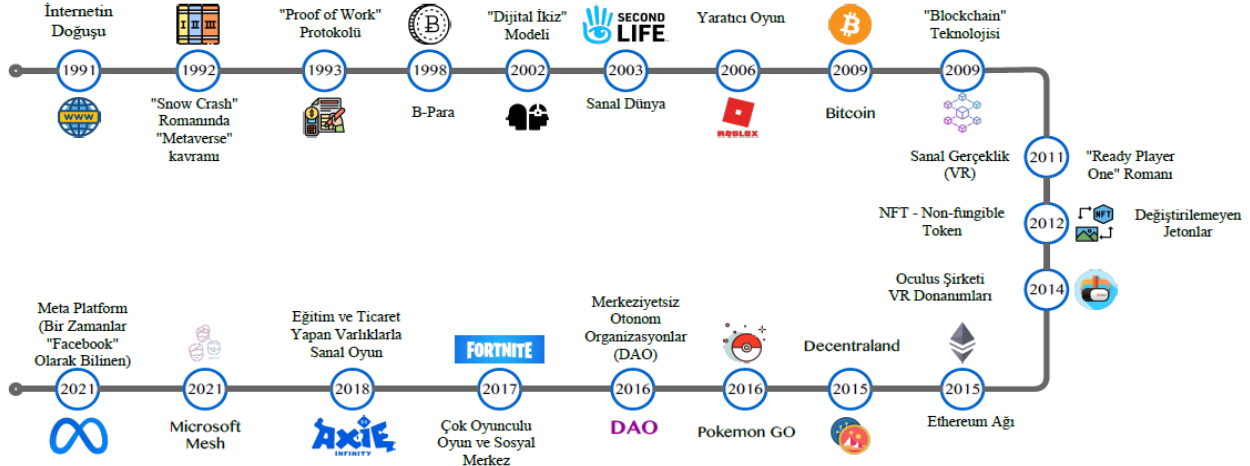 İnternetin
Doğuşu
1991
WWW
I II III
1992
"Snow Crash"
Romanında
"Metaverse"
kavramı
"Proof of Work"
Protokolü
1993
1998
B-Para
"Dijital İkiz"
Modeli
2002
SECOND
LIFE
2003
Sanal Dünya
Yaratıcı Oyun
2006
ROBLOX
2009
Bitcoin
"Blockchain"
Teknolojisi
2009
Sanal Gerçeklik
(VR)
2011
"Ready Player
One" Romanı
NFT - Non-fungible
Token
2012
NFT
Değiştirilemeyen
Jetonlar
Oculus Şirketi
VR Donanımları
2014
2015
Ethereum Ağı
Decentraland
2015
2016
Pokemon GO
Merkeziyetsiz
Otonom
Organizasyonlar
(DAO)
2016
DAO
FORTNITE
2017
Çok Oyunculu
Oyun ve Sosyal
Merkez
Eğitim ve Ticaret
Yapan Varlıklarla
Sanal Oyun
2018
AXIE
INFINITY
2021
Microsoft
Mesh
Meta Platform
(Bir Zamanlar
"Facebook"
Olarak Bilinen)
2021